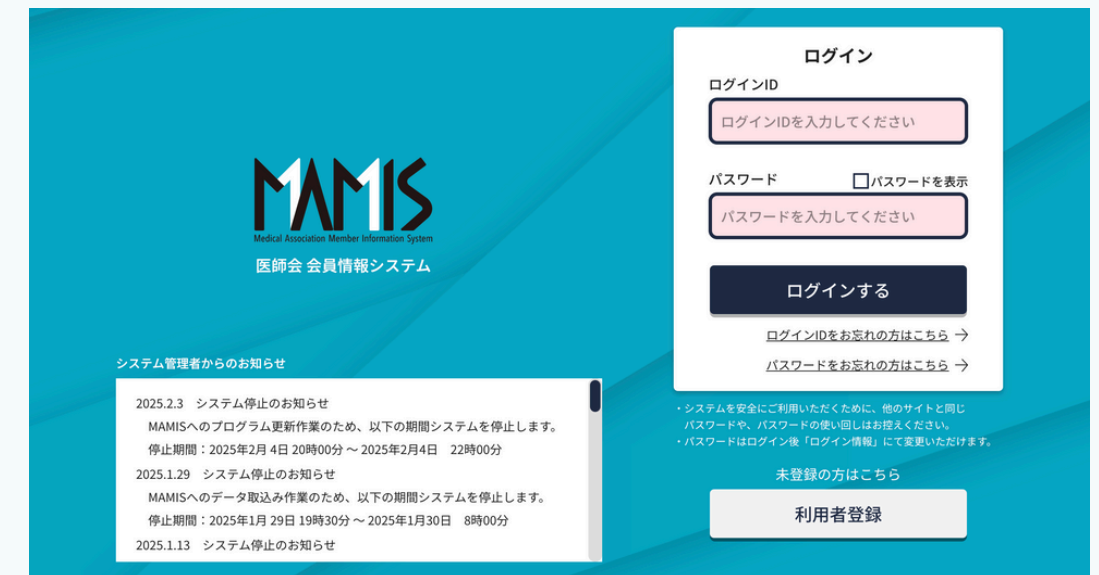 MAMIS
Medical Association Member Information System
医師会 会員情報システム
システム管理者からのお知らせ
2025.2.3 システム停止のお知らせ
MAMISへのプログラム更新作業のため、以下の期間システムを停止します。
停止期間：2025年2月 4日 20時00分 ～ 2025年2月4日 22時00分
2025.1.29 システム停止のお知らせ
MAMISへのデータ取込み作業のため、以下の期間システムを停止します。
停止期間：2025年1月 29日 19時30分 ～ 2025年1月30日 8時00分
2025.1.13 システム停止のお知らせ
ログイン
ログインID
ログインIDを入力してください
パスワード パスワードを表示
パスワードを入力してください
ログインする
ログインIDをお忘れの方はこちら →
パスワードをお忘れの方はこちら →
・システムを安全にご利用いただくために、他のサイトと同じ
パスワードや、パスワードの使い回しはお控えください。
・パスワードはログイン後「ログイン情報」にて変更いただけます。
未登録の方はこちら
利用者登録